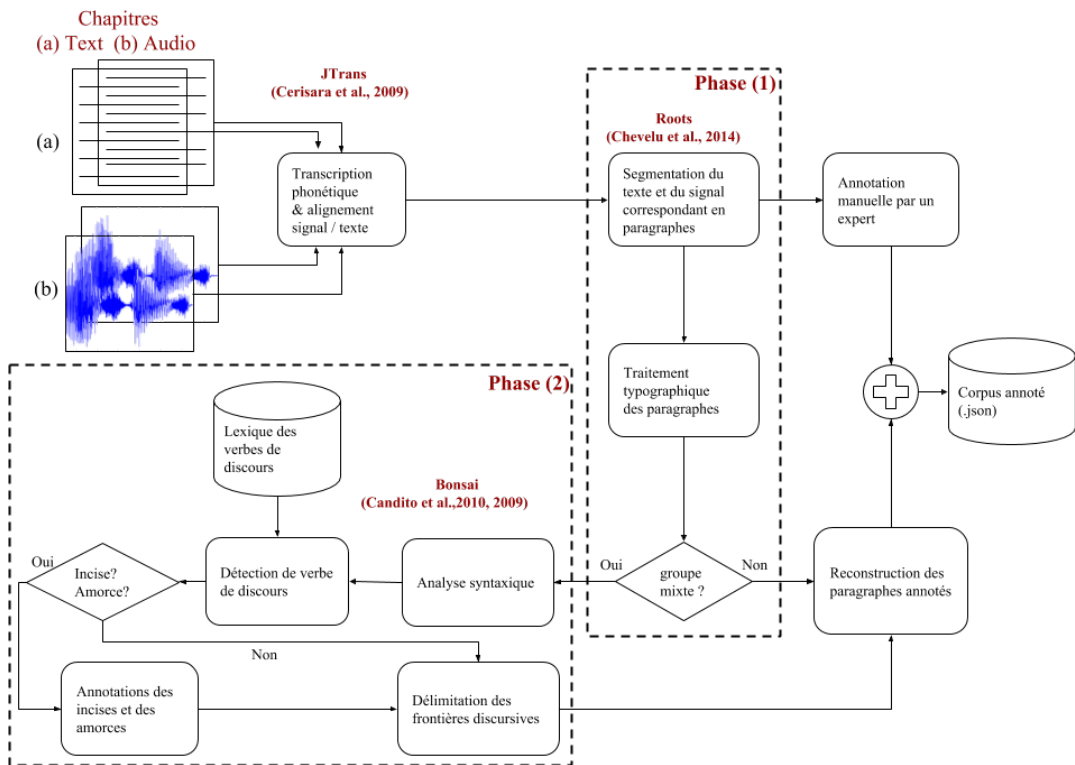 Chapitres
(a) Text (b) Audio
(a)
(b)
JTrans
(Cerisara et al., 2009)
Transcription
phonétique
& alignement
signal / texte
Phase (1)
Roots
(Chevelu et al., 2014)
Segmentation du
texte et du signal
correspondant en
paragraphes
Annotation
manuelle par un
expert
Traitement
typographique
des paragraphes
Corpus annoté
(.json)
groupe
mixte ?
Oui
Non
Reconstruction des
paragraphes annotés
Phase (2)
Lexique des
verbes de
discours
Bonsai
(Candito et al.,2010, 2009)
Analyse syntaxique
Détection de verbe
de discours
Incise?
Amorce?
Oui
Non
Annotations des
incises et des
amorces
Délimitation des
frontières discursives